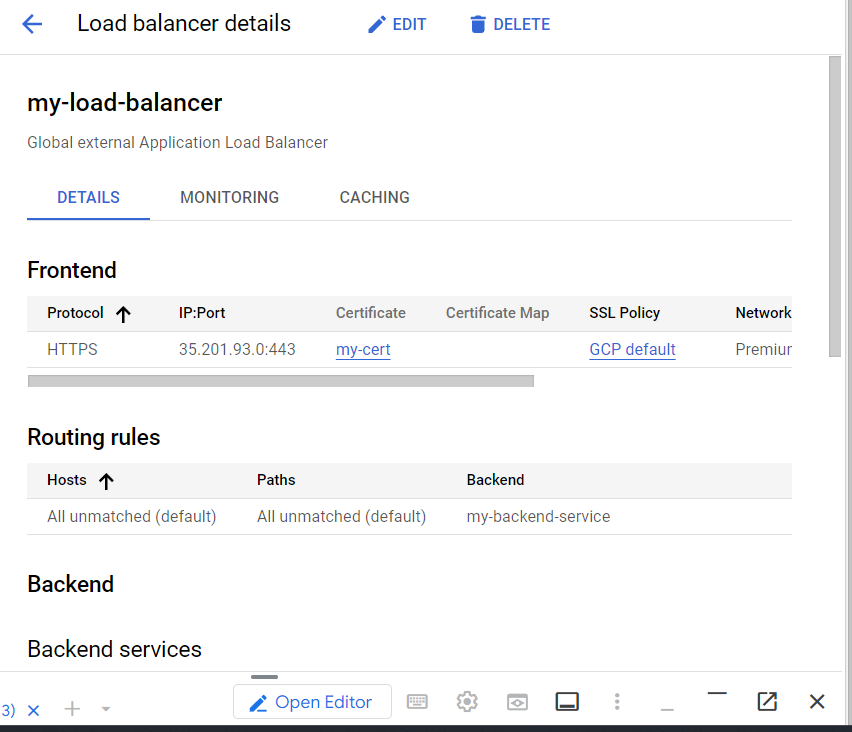 Load balancer details EDIT DELETE
my-load-balancer
Global external Application Load Balancer
DETAILS MONITORING CACHING
Frontend
Protocol IP:Port Certificate Certificate Map SSL Policy Network
HTTPS 35.201.93.0:443 my-cert GCP default Premiur
Routing rules
Hosts Paths Backend
All unmatched (default) All unmatched (default) my-backend-service
Backend
Backend services
3) Open Editor